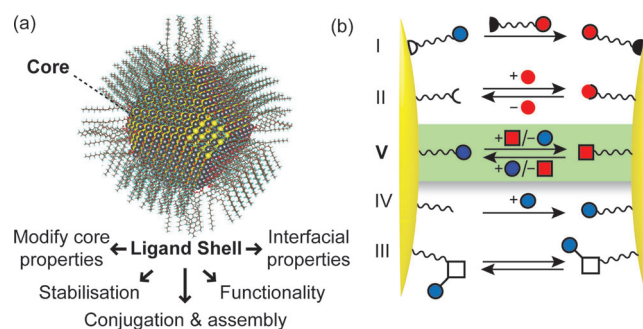 (a)
Core
Modify core
properties
Ligand Shell
Interfacial
properties
Stabilisation
Functionality
Conjugation & assembly
(b)
I
II
+
−
V
+ /−
+ /−
IV
+
III